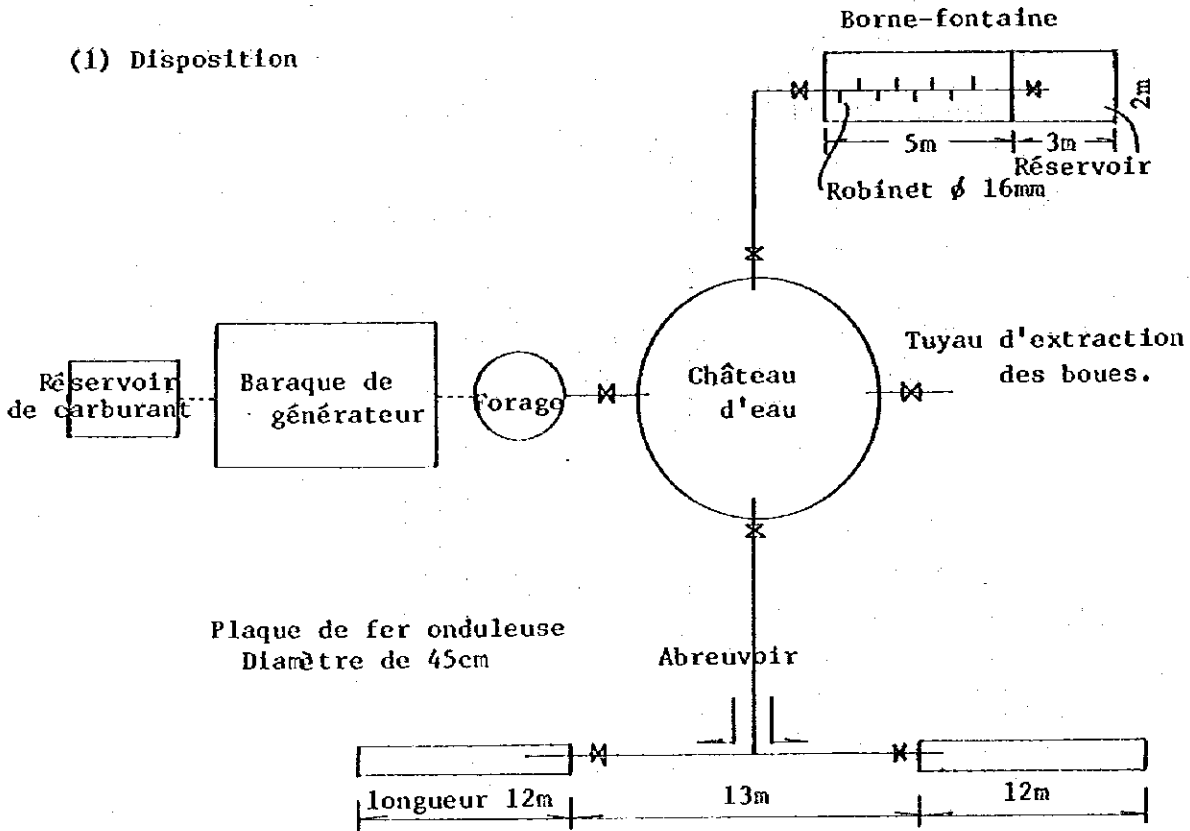 Borne-fontaine
(1) Disposition
2m
5m
3m
Réservoir
Robinet ø 16mm
Tuyau d'extraction
des boues.
Réservoir
de carburant
Baraque de
générateur
Forago
Château
d'eau
Plaque de fer onduleuse
Diamètre de 45cm
Abreuvoir
longueur 12m
13m
12m